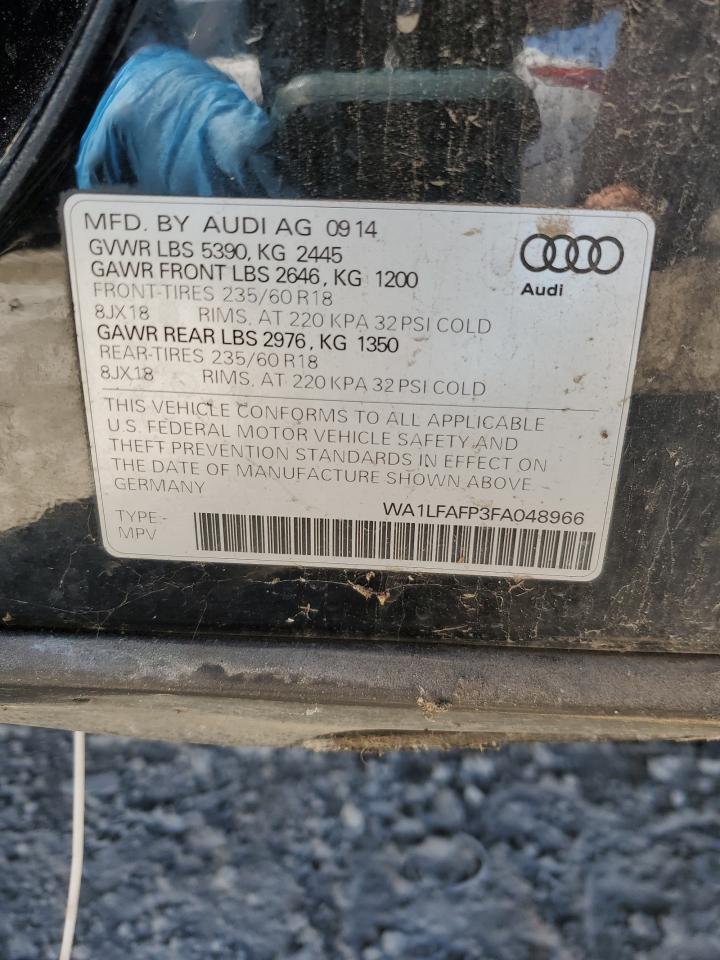 MFD. BY AUDI AG 0914
GVWR LBS 5390, KG 2445
GAWR FRONT LBS 2646, KG 1200
FRONT-TIRES 235/60 R18
8JX18 RIMS, AT 220 KPA 32 PSI COLD
GAWR REAR LBS 2976, KG 1350
REAR-TIRES 235/60 R18
8JX18 RIMS, AT 220 KPA 32 PSI COLD
Audi
THIS VEHICLE CONFORMS TO ALL APPLICABLE
U.S. FEDERAL MOTOR VEHICLE SAFETY AND
THEFT PREVENTION STANDARDS IN EFFECT ON
THE DATE OF MANUFACTURE SHOWN ABOVE.
GERMANY
WA1LFAFP3FA048966
TYPE:-
MPV